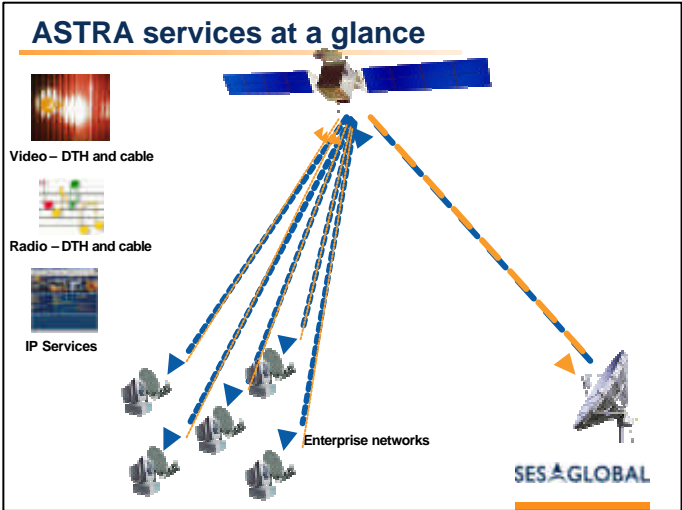 ASTRA services at a glance
Video – DTH and cable
Radio – DTH and cable
IP Services
Enterprise networks
SES GLOBAL